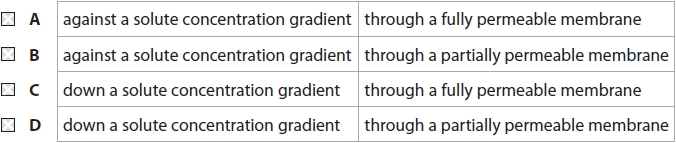 A against a solute concentration gradient through a fully permeable membrane
B against a solute concentration gradient through a partially permeable membrane
C down a solute concentration gradient through a fully permeable membrane
D down a solute concentration gradient through a partially permeable membrane